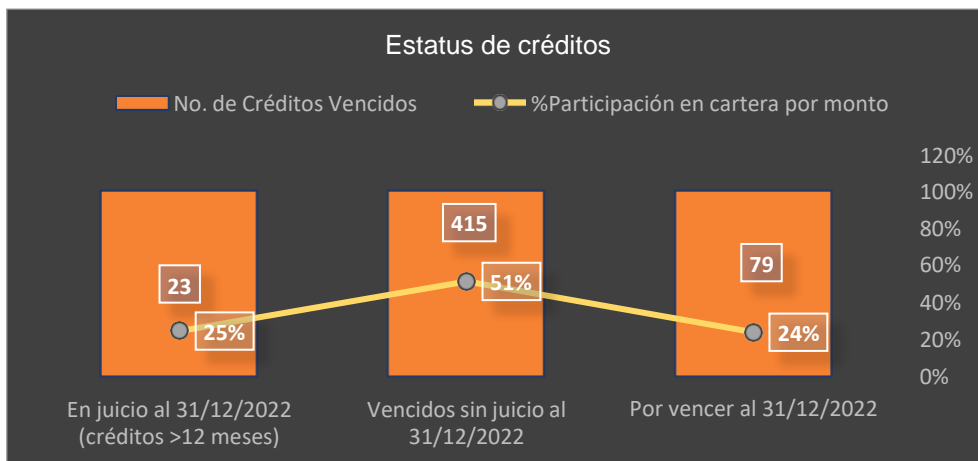 Estatus de créditos
No. de Créditos Vencidos
%Participación en cartera por monto
120%
100%
80%
60%
40%
20%
0%
23
415
79
25%
51%
24%
En juicio al 31/12/2022
(créditos >12 meses)
Vencidos sin juicio al
31/12/2022
Por vencer al 31/12/2022